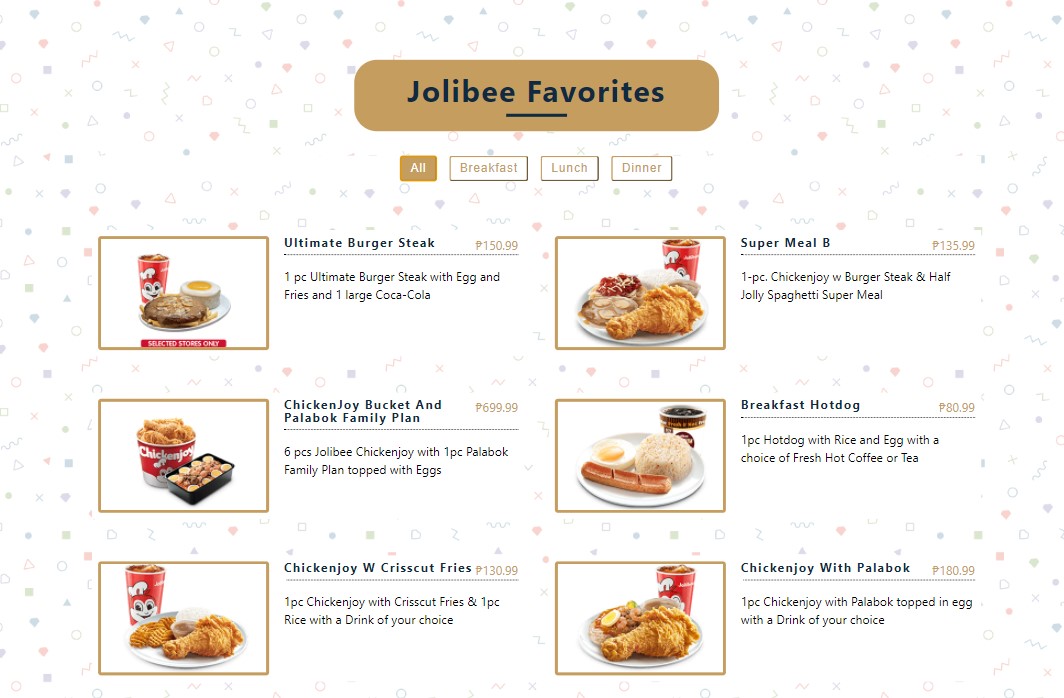 Jolibee Favorites
All Breakfast Lunch Dinner
Ultimate Burger Steak ₱150.99
1 pc Ultimate Burger Steak with Egg and
Fries and 1 large Coca-Cola
SELECTED STORES ONLY
Super Meal B ₱135.99
1-pc. Chickenjoy w Burger Steak & Half
Jolly Spaghetti Super Meal
ChickenJoy Bucket And ₱699.99
Palabok Family Plan
6 pcs Jolibee Chickenjoy with 1pc Palabok
Family Plan topped with Eggs
Chickenjoy
Breakfast Hotdog ₱80.99
1pc Hotdog with Rice and Egg with a
choice of Fresh Hot Coffee or Tea
Chickenjoy W Crisscut Fries ₱130.99
1pc Chickenjoy with Crisscut Fries & 1pc
Rice with a Drink of your choice
Chickenjoy With Palabok ₱180.99
1pc Chickenjoy with Palabok topped in egg
with a Drink of your choice